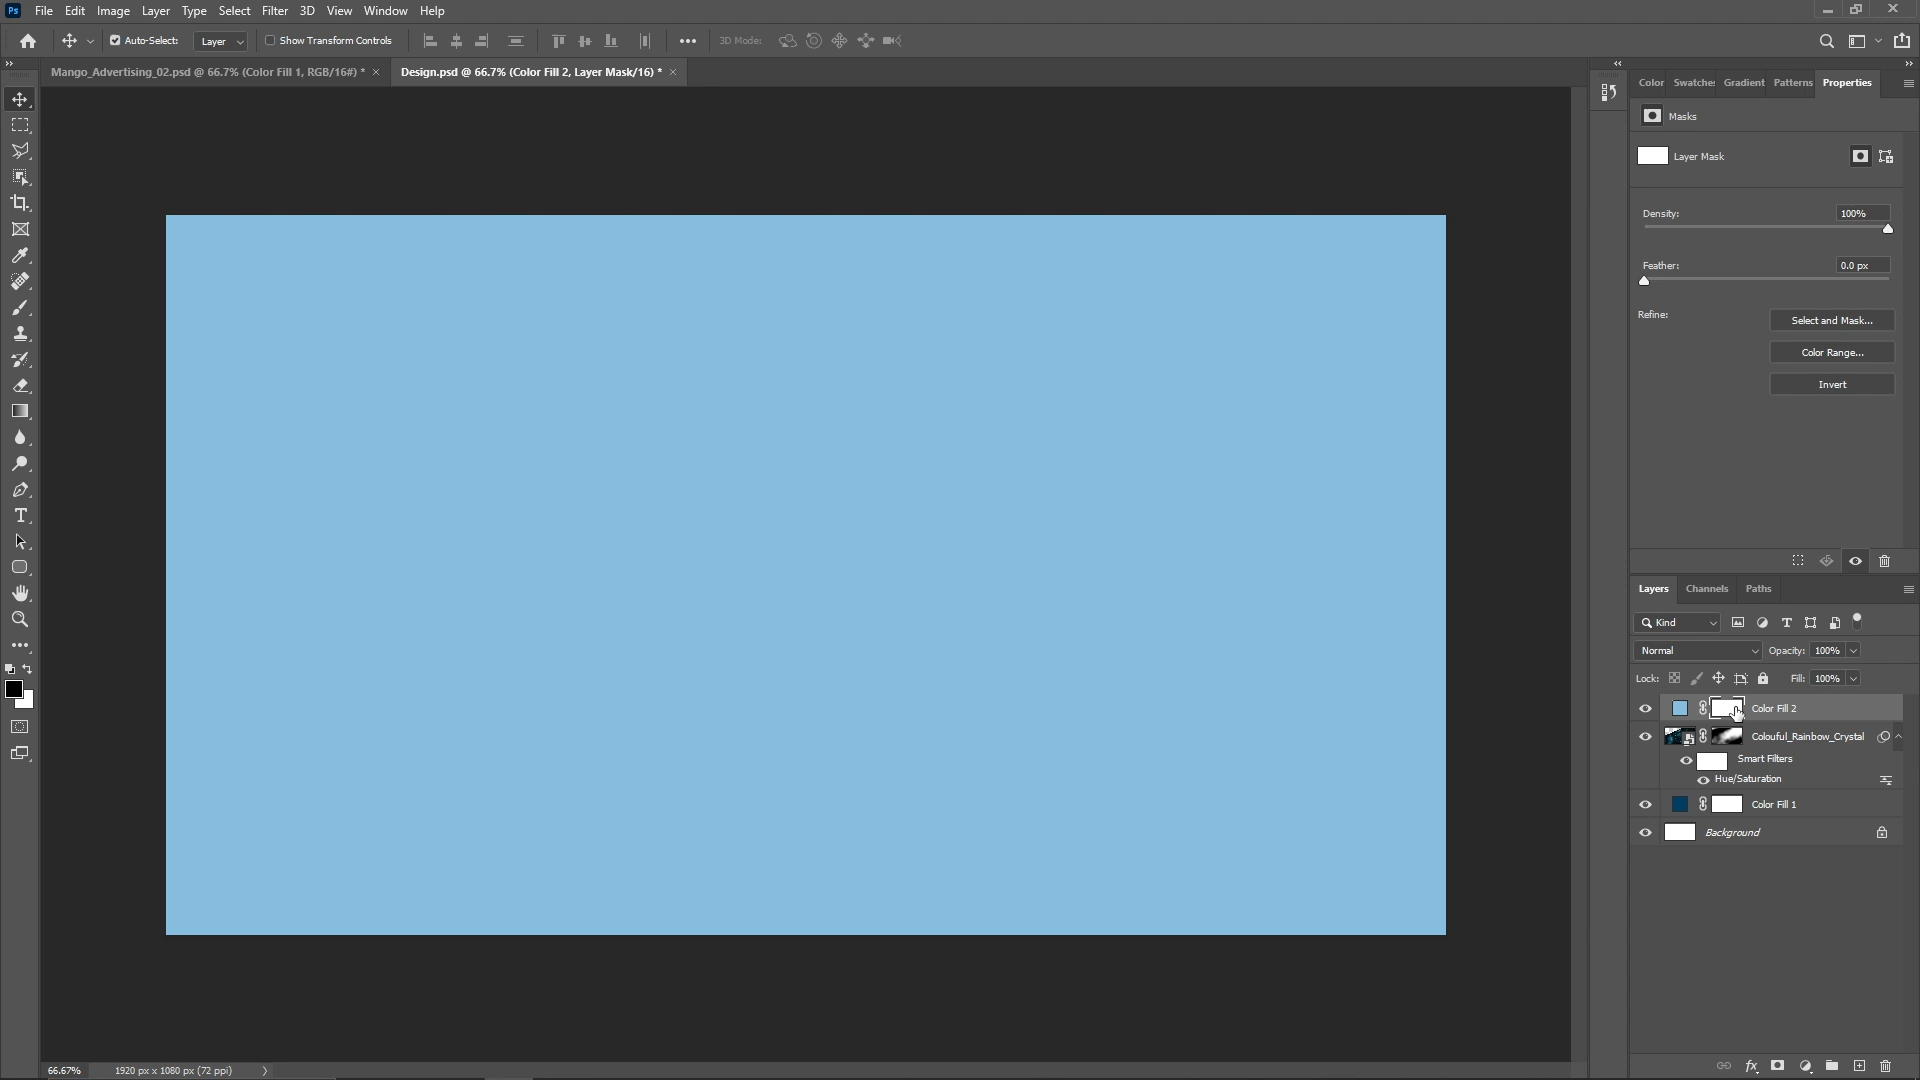 Ps File Edit Image Layer Type Select Filter 3D View Window Help
Auto-Select: Layer Show Transform Controls 3D Mode:
Mango_Advertising_02.psd @ 66.7% (Color Fill 1, RGB/16#) * Design.psd @ 66.7% (Color Fill 2, Layer Mask/16) *
Color Swatches Gradient Patterns Properties
Masks
Layer Mask
Density: 100%
Feather: 0.0 px
Refine: Select and Mask...
Color Range...
Invert
Layers Channels Paths
Kind
Normal Opacity: 100%
Lock: Fill: 100%
Color Fill 2
Colouful_Rainbow_Crystal
Smart Filters
Hue/Saturation
Color Fill 1
Background
66.67% 1920 px x 1080 px (72 ppi)